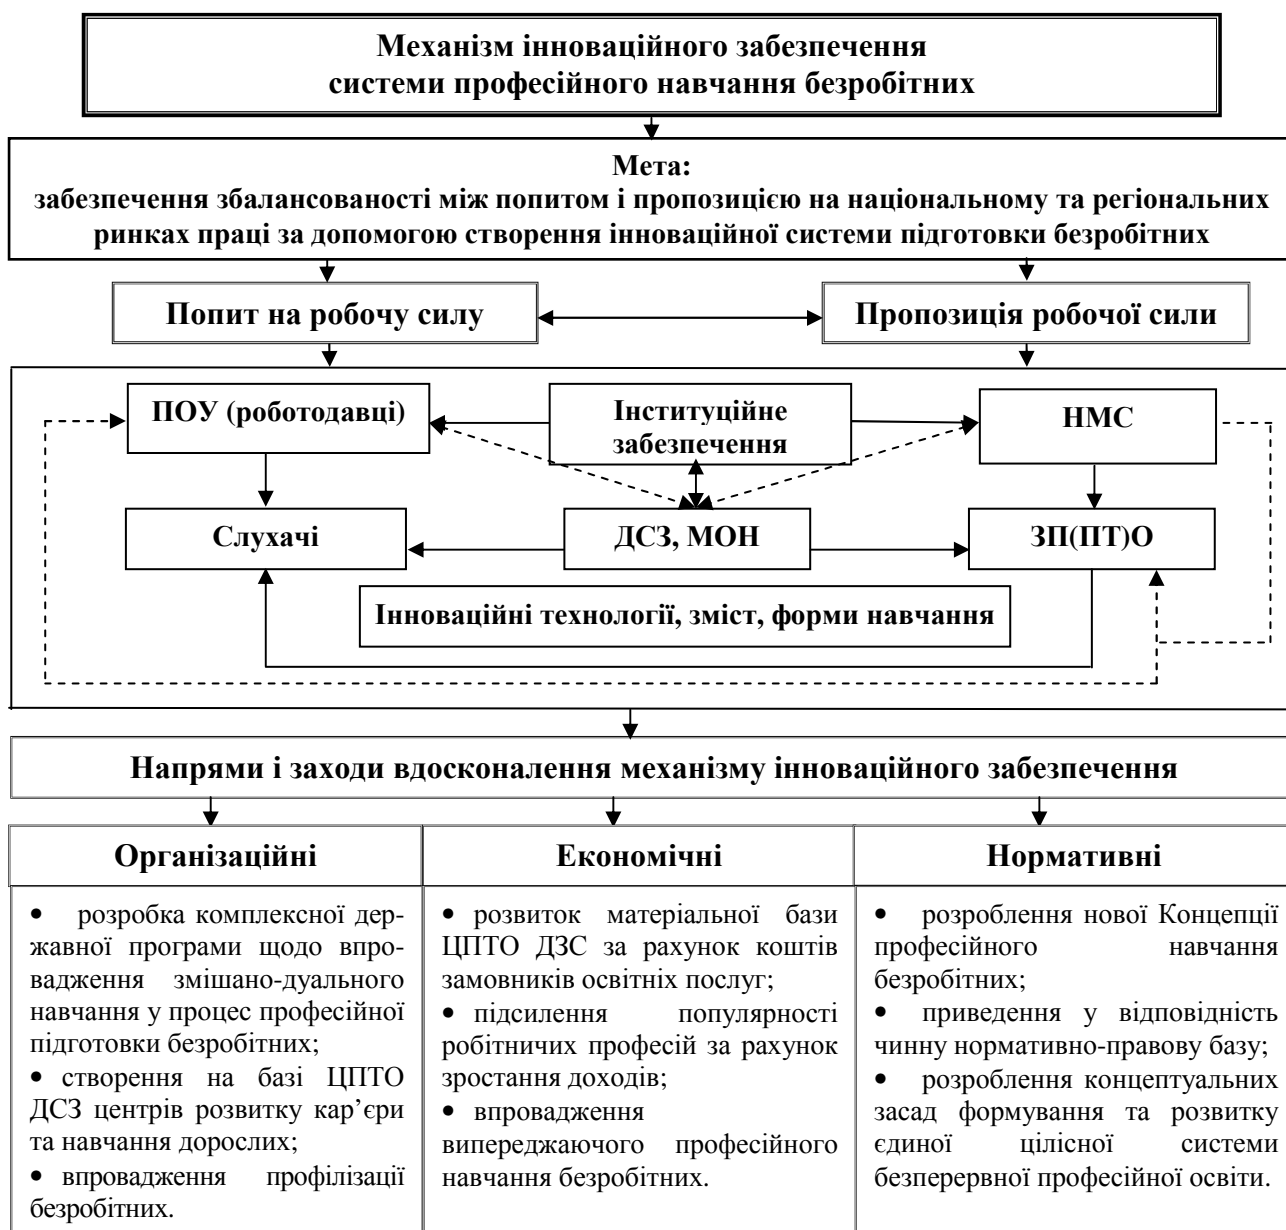 Механізм інноваційного забезпечення
системи професійного навчання безробітних
Мета:
забезпечення збалансованості між попитом і пропозицією на національному та регіональних
ринках праці за допомогою створення інноваційної системи підготовки безробітних
Попит на робочу силу
Пропозиція робочої сили
ПОУ (роботодавці)
Інституційне
забезпечення
НМС
Слухачі
ДСЗ, МОН
ЗП(ПТ)О
Інноваційні технології, зміст, форми навчання
Напрями і заходи вдосконалення механізму інноваційного забезпечення
Організаційні
• розробка комплексної дер-
жавної програми щодо впро-
вадження змішано-дуального
навчання у процес професійної
підготовки безробітних;
• створення на базі ЦПТО
ДСЗ центрів розвитку кар’єри
та навчання дорослих;
• впровадження профілізації
безробітних.
Економічні
• розвиток матеріальної бази
ЦПТО ДЗС за рахунок коштів
замовників освітніх послуг;
• підсилення популярності
робітничих професій за рахунок
зростання доходів;
• впровадження
випереджаючого професійного
навчання безробітних.
Нормативні
• розроблення нової Концепції
професійного навчання
безробітних;
• приведення у відповідність
чинну нормативно-правову базу;
• розроблення концептуальних
засад формування та розвитку
єдиної цілісної системи
безперервної професійної освіти.